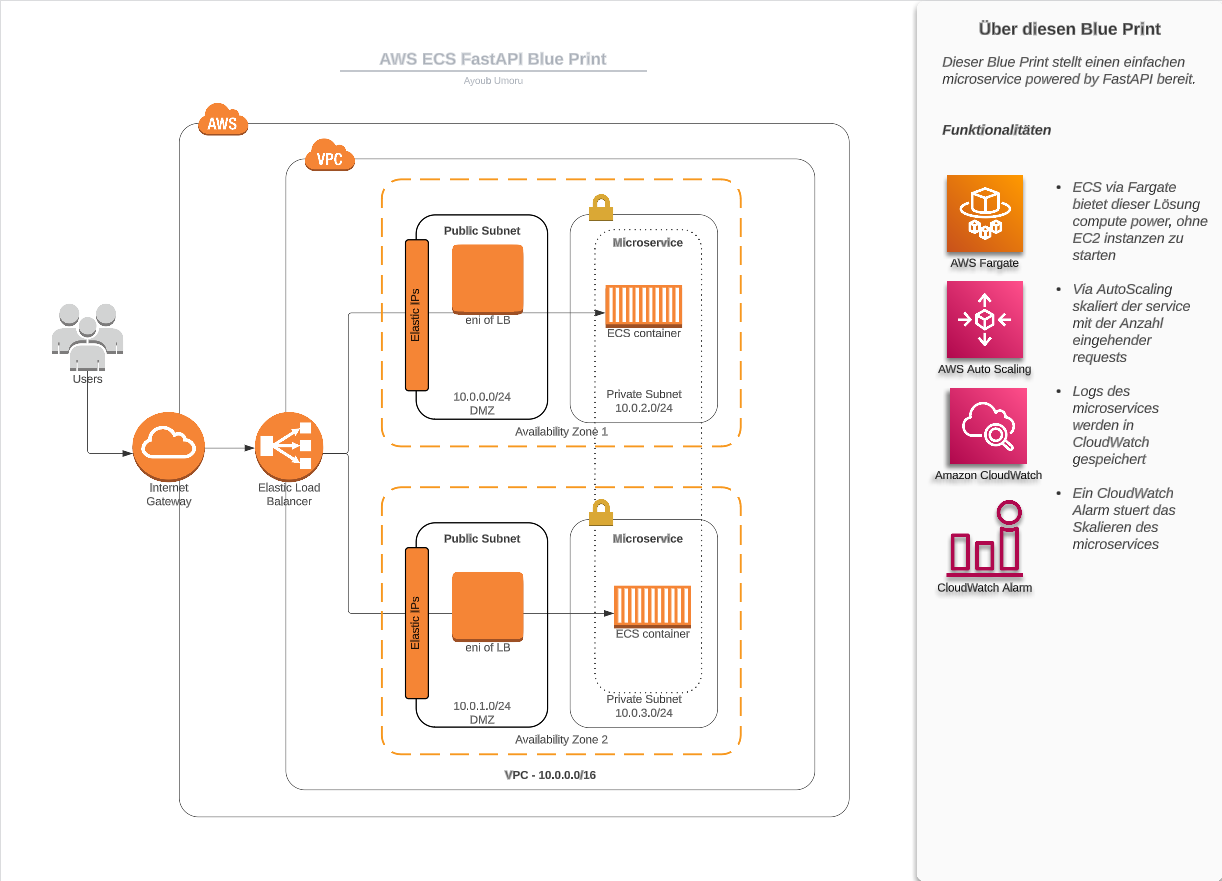 AWS ECS FastAPI Blue Print
Ayoub Umoru
AWS
VPC
Public Subnet
Elastic IPs
eni of LB
10.0.0.0/24
DMZ
Microservice
ECS container
Private Subnet
10.0.2.0/24
Availability Zone 1
Users
Internet
Gateway
Elastic Load
Balancer
Public Subnet
Elastic IPs
eni of LB
10.0.1.0/24
DMZ
Microservice
ECS container
Private Subnet
10.0.3.0/24
Availability Zone 2
VPC - 10.0.0.0/16
Über diesen Blue Print
Dieser Blue Print stellt einen einfachen
microservice powered by FastAPI bereit.
Funktionalitäten
AWS Fargate
AWS Auto Scaling
Amazon CloudWatch
CloudWatch Alarm
• ECS via Fargate
bietet dieser Lösung
compute power, ohne
EC2 instanzen zu
starten
• Via AutoScaling
skaliert der service
mit der Anzahl
eingehender
requests
• Logs des
microservices
werden in
CloudWatch
gespeichert
• Ein CloudWatch
Alarm stuert das
Skalieren des
microservices